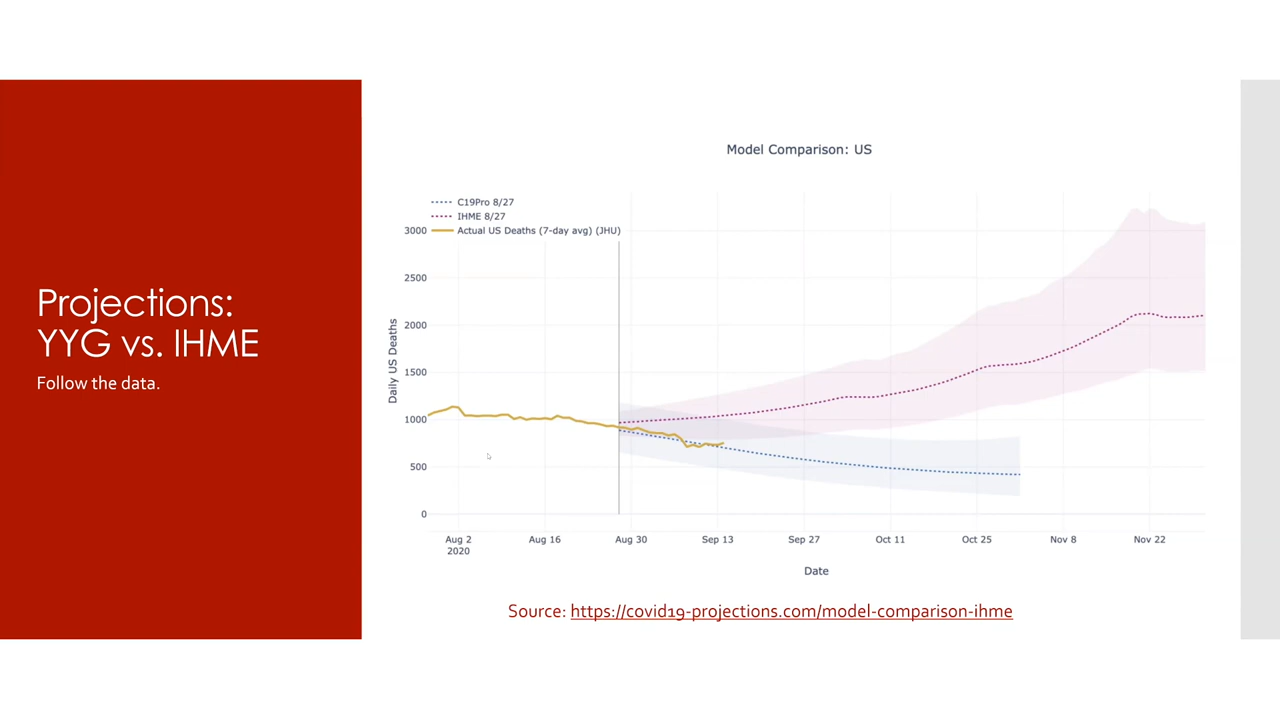 Projections:
YYG vs. IHME
Follow the data.
Model Comparison: US
C19Pro 8/27
IHME 8/27
Actual US Deaths (7-day avg) (JHU)
Daily US Deaths
3000
2500
2000
1500
1000
500
0
Aug 2 Aug 16 Aug 30 Sep 13 Sep 27 Oct 11 Oct 25 Nov 8 Nov 22
2020
Date
Source: https://covid19-projections.com/model-comparison-ihme